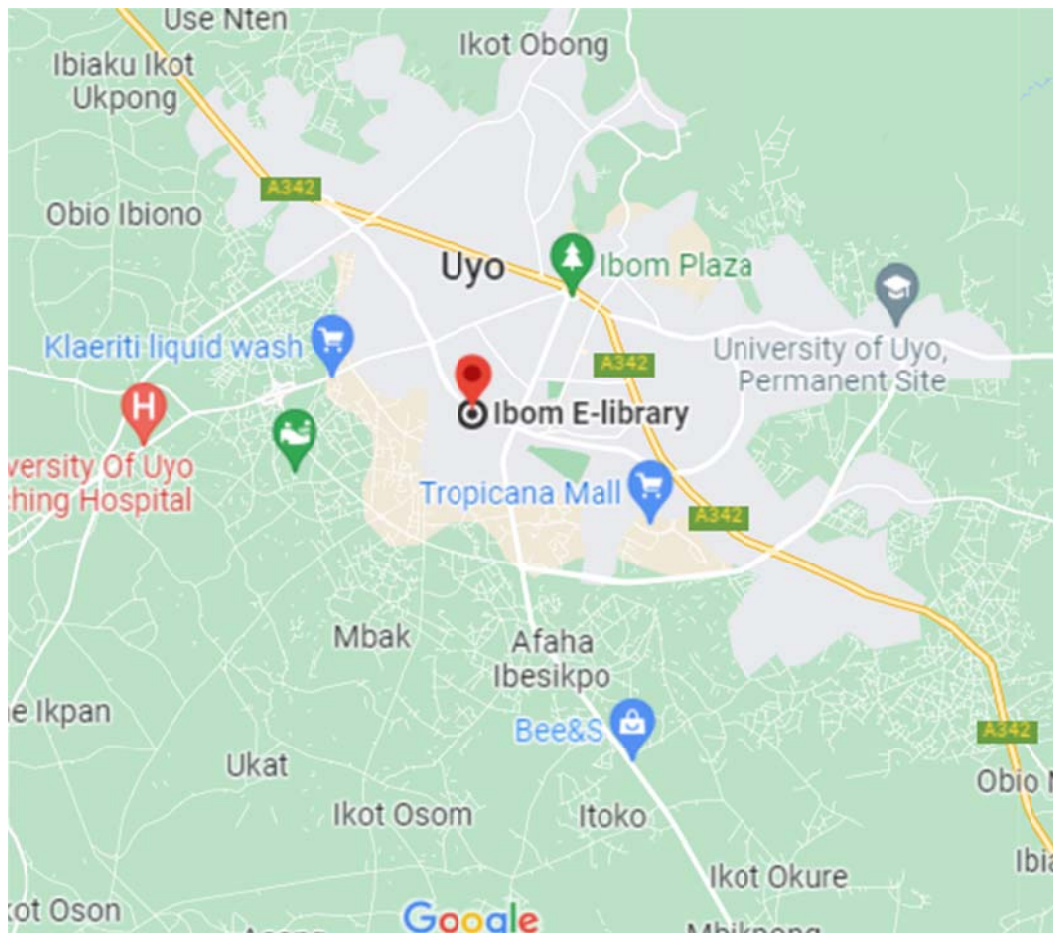 Use Nten
Ikot Obong
Ibiaku Ikot
Ukpong
A342
Obio Ibiono
Uyo
Ibom Plaza
Klaeriti liquid wash
A342
University of Uyo,
Permanent Site
H
Ibom E-library
versity Of Uyo
ching Hospital
Tropicana Mall
A342
Mbak
Afaha
Ibesikpo
e Ikpan
Bee&S
A342
Ukat
Obio
Ikot Osom
Itoko
Ibia
Ikot Okure
kot Oson
Google